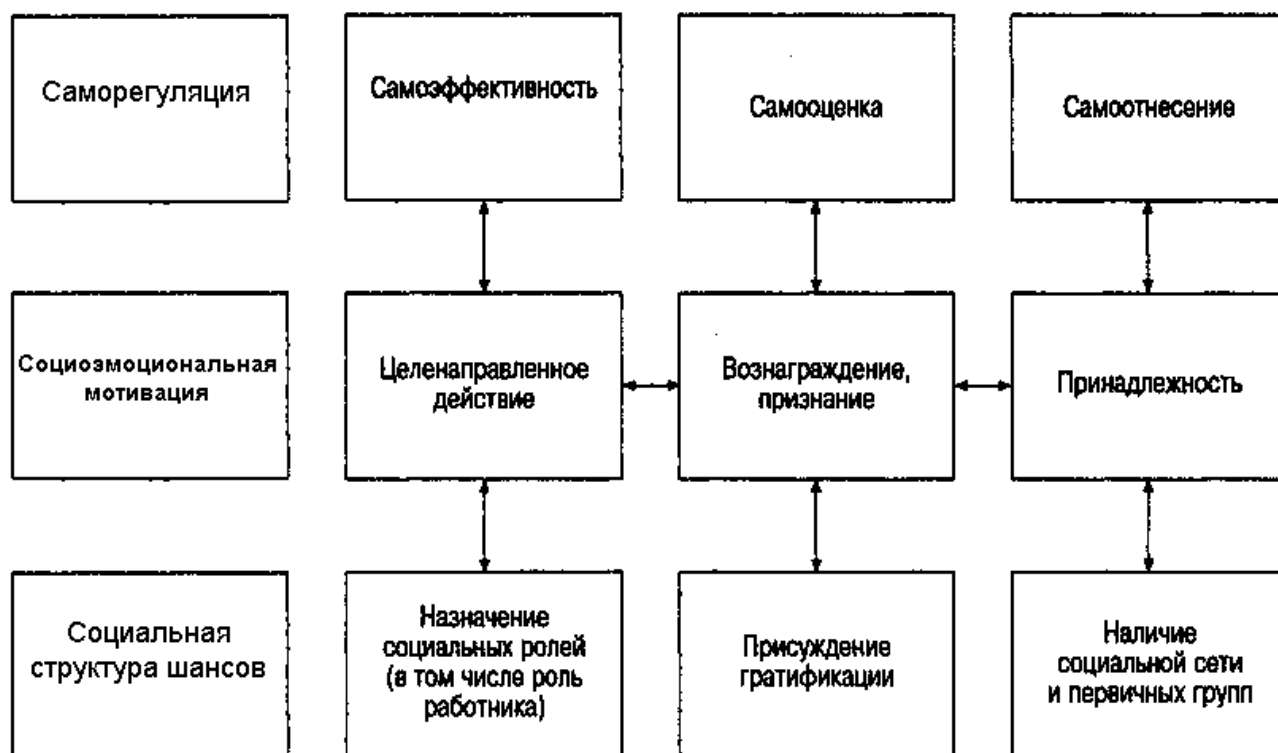 Саморегуляция
Самоэффективность
Самооценка
Самоотнесение
Социозмоциональная
мотивация
Целенаправленное
действие
Вознаграждение,
признание
Принадлежность
Социальная
структура шансов
Назначение
социальных ролей
(в том числе роль
работника)
Присуждение
гратификации
Наличие
социальной сети
и первичных групп